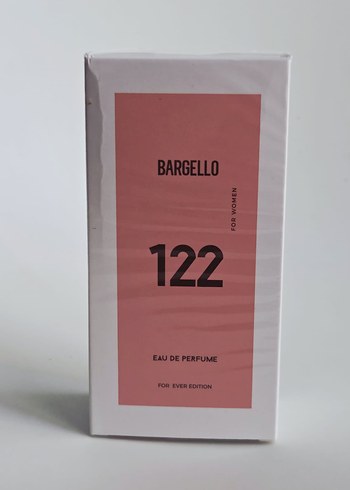 BARGELLO
FOR WOMEN
122
EAU DE PERFUME
FOR EVER EDITION